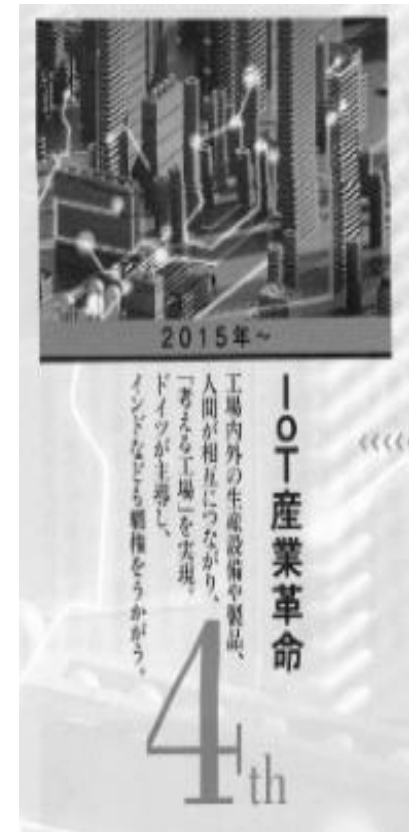 2015年~
IoT産業革命
工場内外の生産設備や製品、
人間が相互につながり、
「考える工場」を実現。
ドイツが主導し、
インドなども覇権をうかがう。
4th